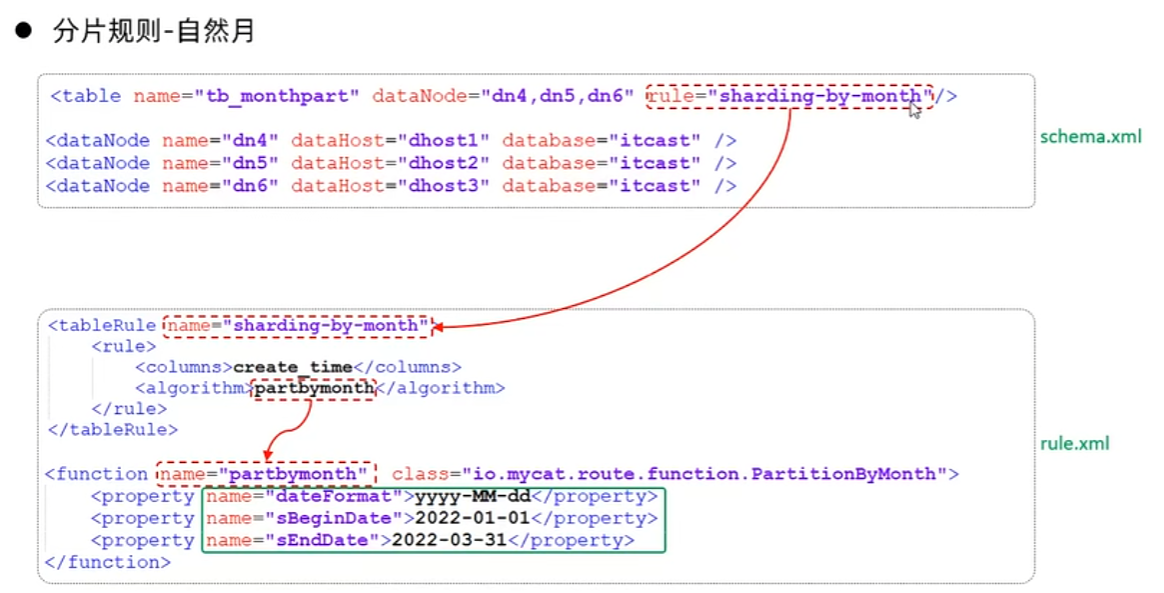 ● 分片规则-自然月
<table name="tb_monthpart" dataNode="dn4,dn5,dn6" rule="sharding-by-month"/>
<dataNode name="dn4" dataHost="dhost1" database="itcast" />
<dataNode name="dn5" dataHost="dhost2" database="itcast" />
<dataNode name="dn6" dataHost="dhost3" database="itcast" />
schema.xml
<tableRule name="sharding-by-month">
<rule>
<columns>create_time</columns>
<algorithm>partbymonth</algorithm>
</rule>
</tableRule>
<function name="partbymonth" class="io.mycat.route.function.PartitionByMonth">
<property name="dateFormat">yyyy-MM-dd</property>
<property name="sBeginDate">2022-01-01</property>
<property name="sEndDate">2022-03-31</property>
</function>
rule.xml